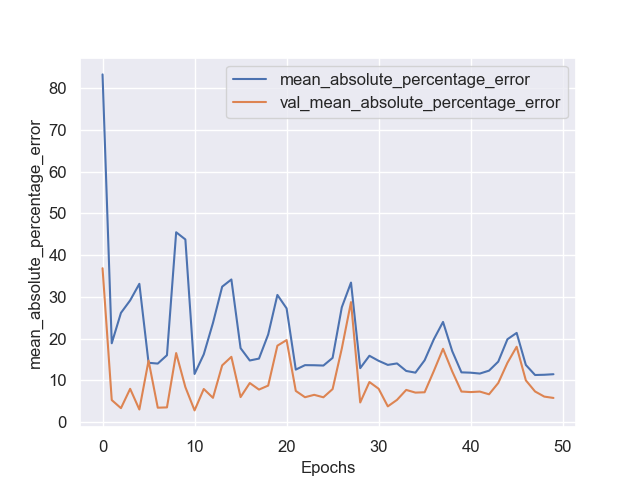 mean_absolute_percentage_error
val_mean_absolute_percentage_error
mean_absolute_percentage_error
80
70
60
50
40
30
20
10
0
0 10 20 30 40 50
Epochs